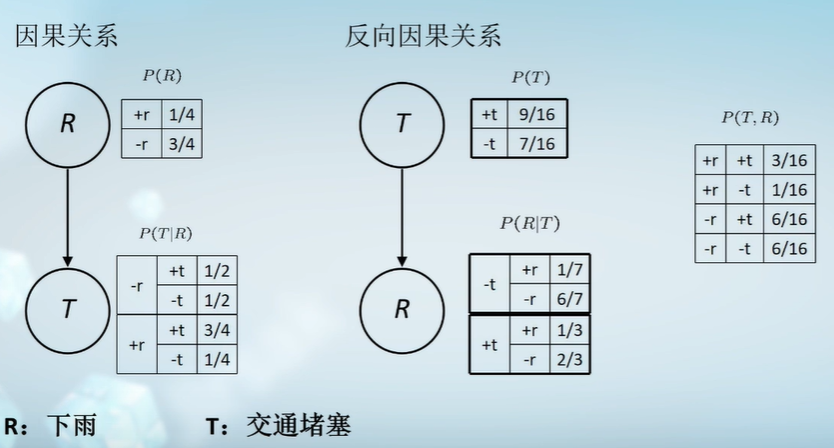 因果关系
P(R)
R
+r 1/4
-r 3/4
P(T|R)
T
-r +t 1/2
-t 1/2
+r +t 3/4
-t 1/4
反向因果关系
P(T)
T
+t 9/16
-t 7/16
P(R|T)
R
-t +r 1/7
-r 6/7
+t +r 1/3
-r 2/3
P(T, R)
+r +t 3/16
+r -t 1/16
-r +t 6/16
-r -t 6/16
R：下雨 T：交通堵塞